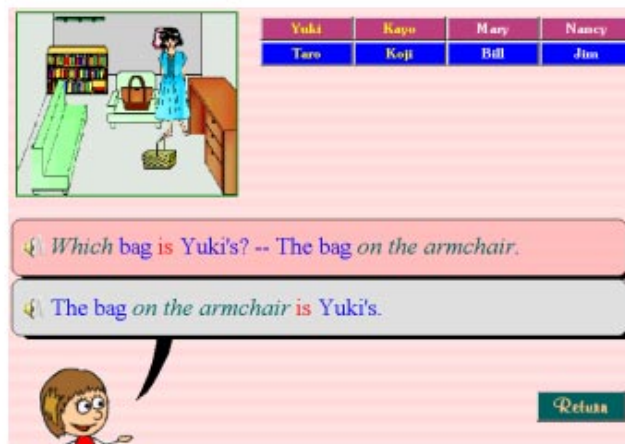 Yuki Kayo Mary Nancy
Taro Koji Bill Jim
Which bag is Yuki's? -- The bag on the armchair.
The bag on the armchair is Yuki's.
Return